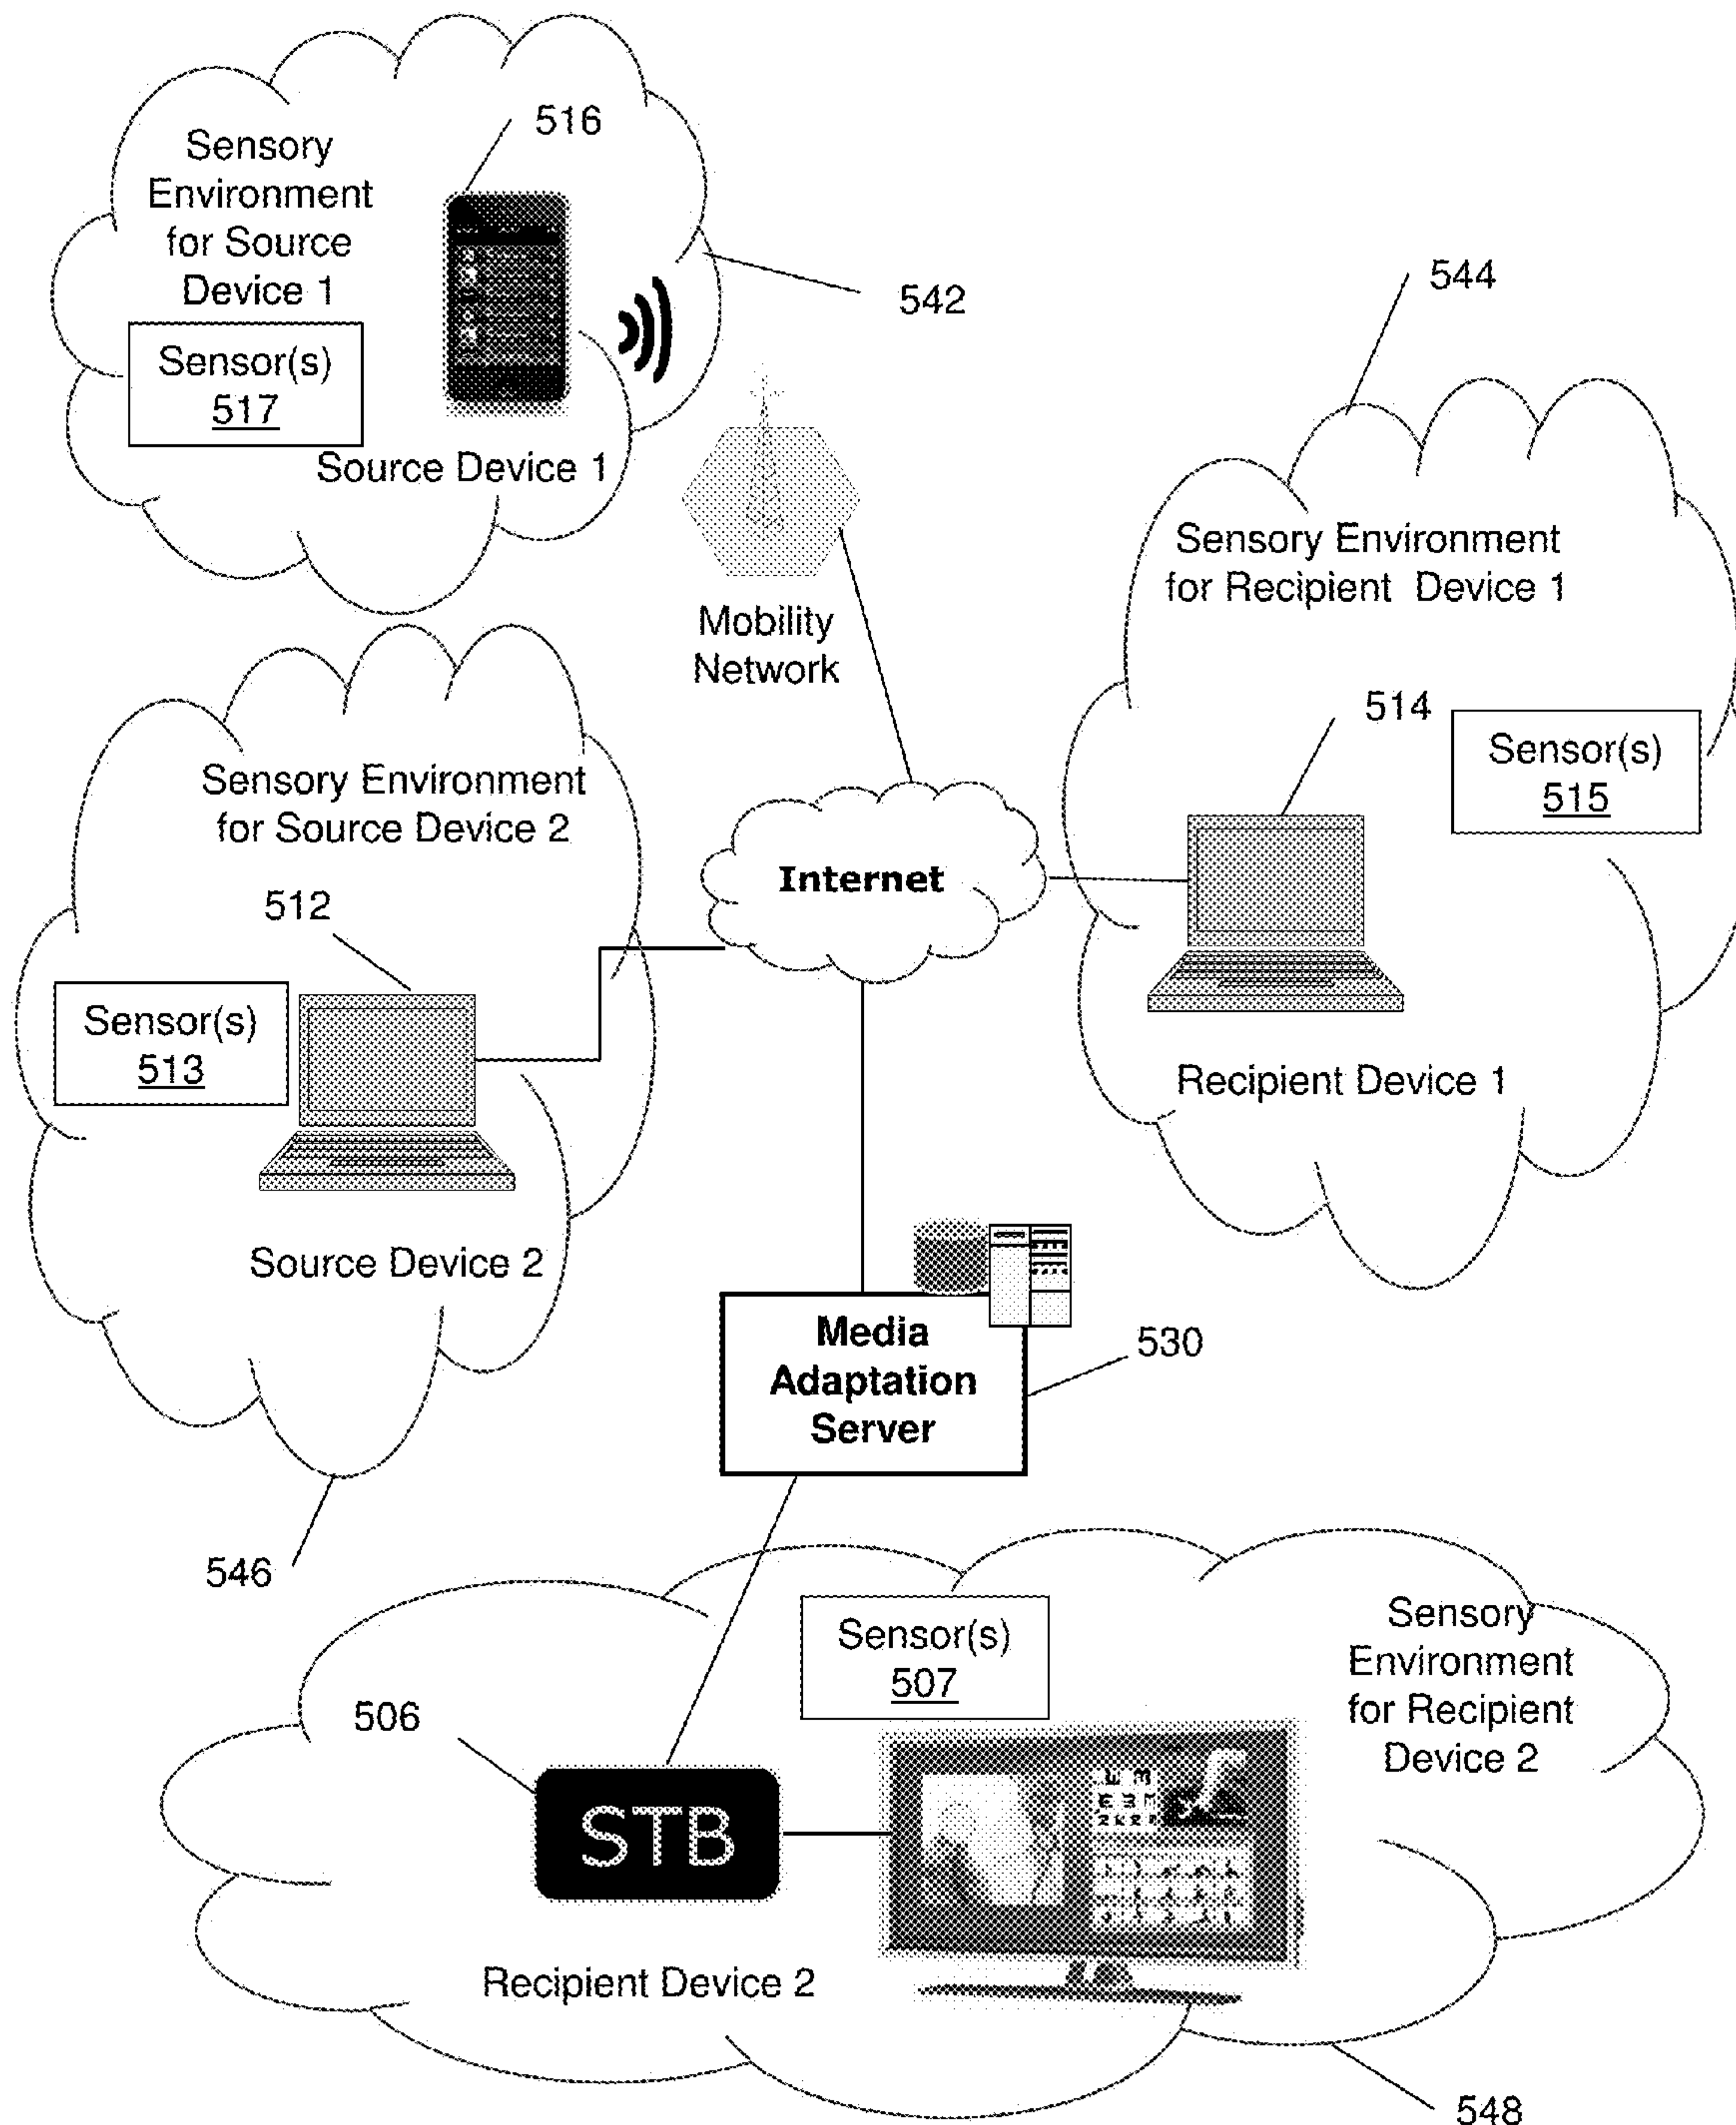 516
Sensory
Environment
for Source
Device 1
Sensor(s)
517
Source Device 1
542
544
Mobility
Network
Sensory Environment
for Recipient Device 1
514
Sensor(s)
515
Recipient Device 1
Sensory Environment
for Source Device 2
512
Sensor(s)
513
Source Device 2
546
Internet
Media
Adaptation
Server
530
Sensor(s)
507
Sensory
Environment
for Recipient
Device 2
506
STB
Recipient Device 2
548